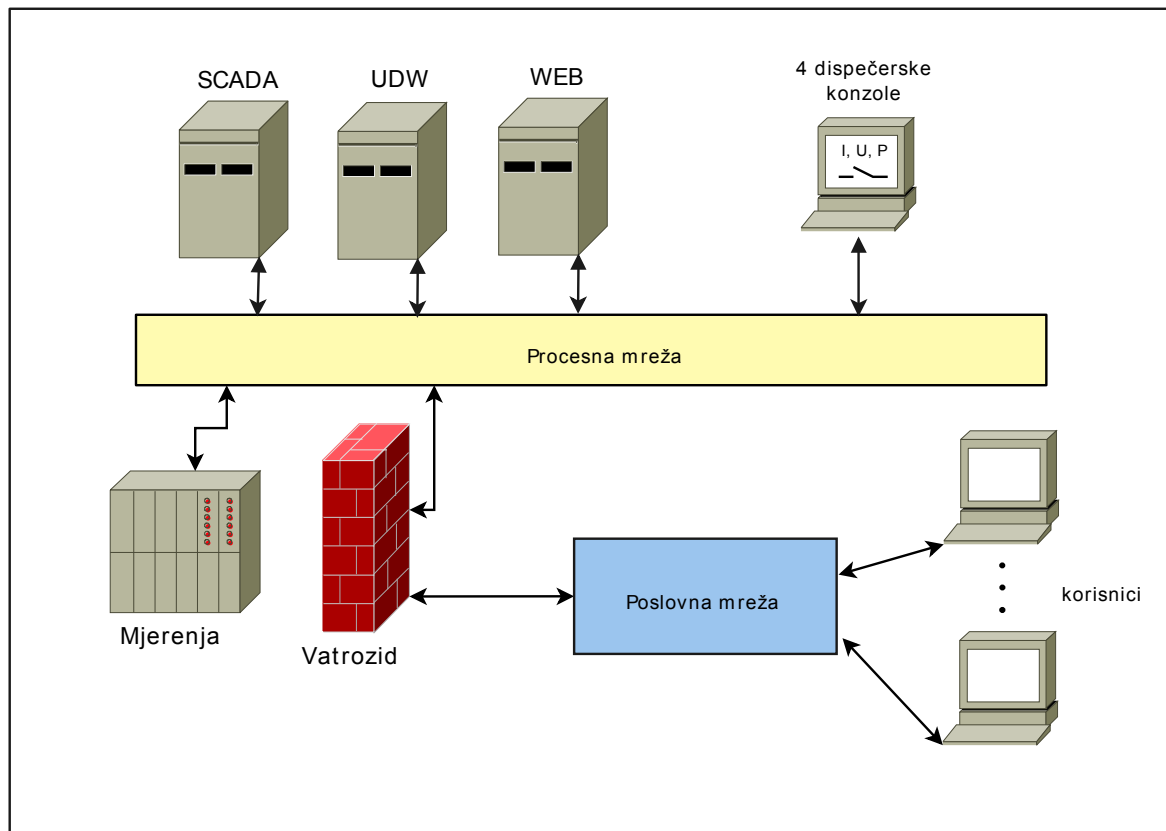 SCADA
UDW
WEB
4 dispečerske
konzole
I, U, P
Procesna mreža
Mjerenja
Vatrozid
Poslovna mreža
korisnici